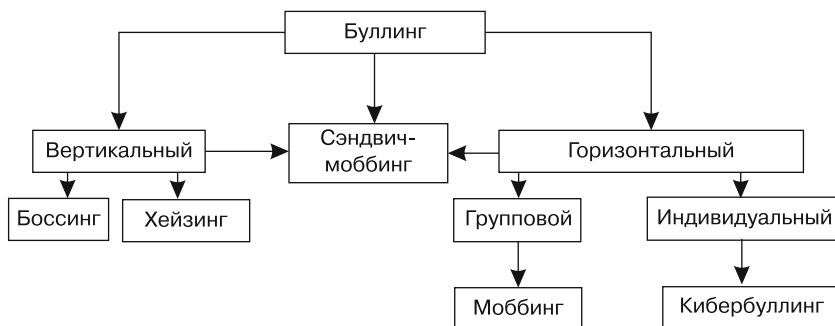 Буллинг
Вертикальный
Сэндвич-
моббинг
Горизонтальный
Боссинг
Хейзинг
Групповой
Индивидуальный
Моббинг
Кибербуллинг